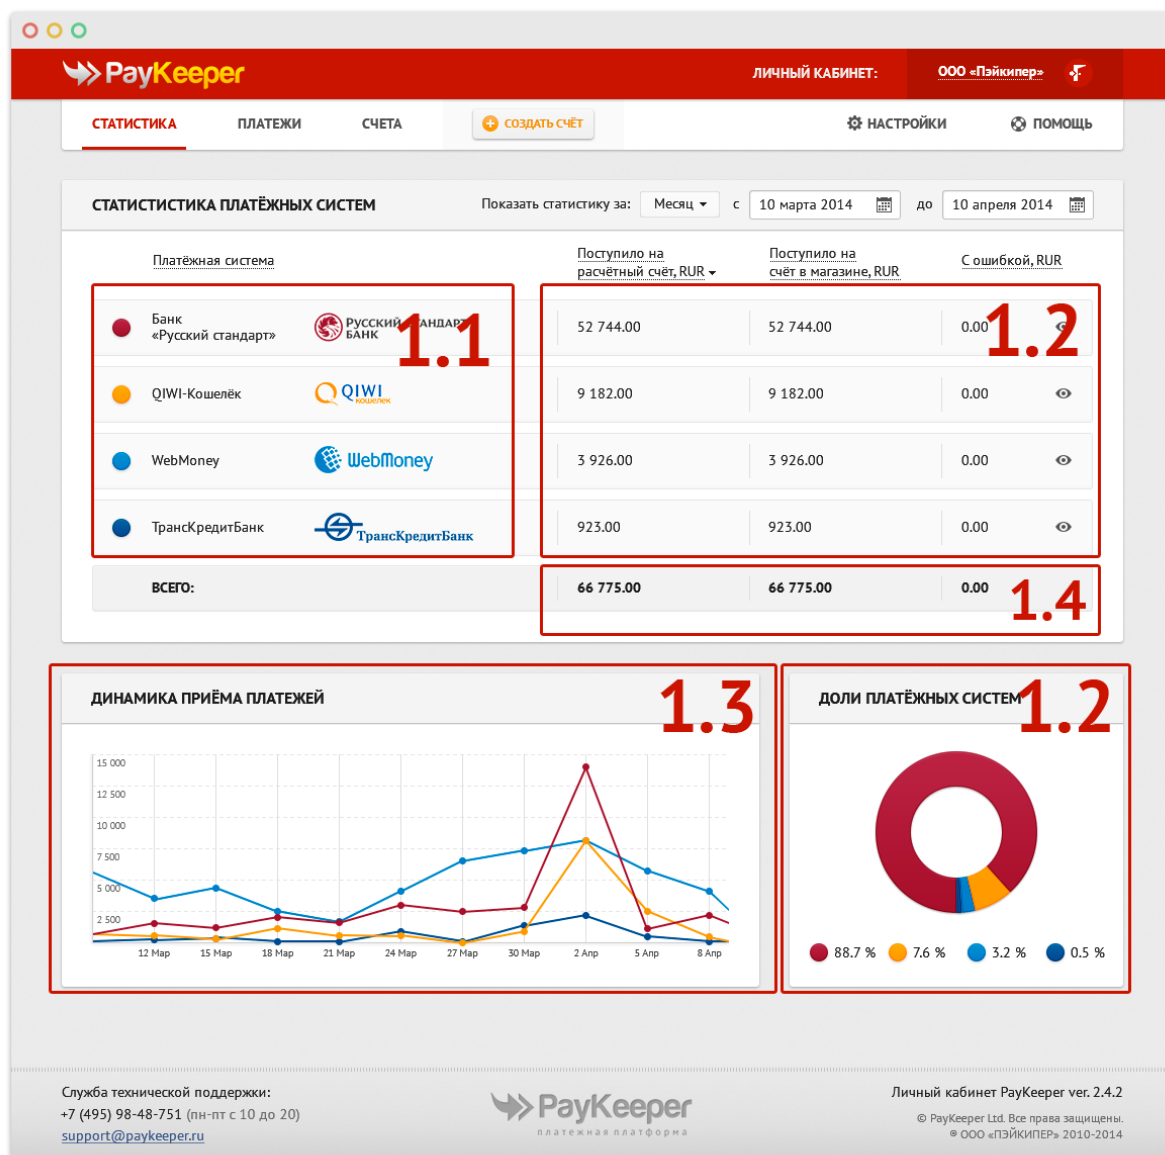 PayKeeper
ЛИЧНЫЙ КАБИНЕТ:
ООО «Пэйкипер»
СТАТИСТИКА
ПЛАТЕЖИ
СЧЕТА
СОЗДАТЬ СЧЁТ
НАСТРОЙКИ
ПОМОЩЬ
СТАТИСТИСТИКА ПЛАТЁЖНЫХ СИСТЕМ
Показать статистику за: Месяц с 10 марта 2014 до 10 апреля 2014
Платёжная система
Поступило на
расчётный счёт, RUR
Поступило на
счёт в магазине, RUR
С ошибкой, RUR
1.1
1.2
Банк
«Русский стандарт»
РУССКИЙ СТАНДАРТ
БАНК
52 744.00 52 744.00 0.00
QIWI-Кошелёк
QIWI
КОШЕЛЕК
9 182.00 9 182.00 0.00
WebMoney
WebMoney
3 926.00 3 926.00 0.00
ТрансКредитБанк
ТрансКредитБанк
923.00 923.00 0.00
ВСЕГО: 66 775.00 66 775.00 0.00
1.4
ДИНАМИКА ПРИЁМА ПЛАТЕЖЕЙ
1.3
15 000
12 500
10 000
7 500
5 000
2 500
12 Мар 15 Мар 18 Мар 21 Мар 24 Мар 27 Мар 30 Мар 2 Апр 5 Апр 8 Апр
ДОЛИ ПЛАТЁЖНЫХ СИСТЕМ
1.2
88.7 % 7.6 % 3.2 % 0.5 %
Служба технической поддержки:
+7 (495) 98-48-751 (пн-пт с 10 до 20)
support@paykeeper.ru
PayKeeper
платежная платформа
Личный кабинет PayKeeper ver. 2.4.2
© PayKeeper Ltd. Все права защищены.
® ООО «ПЭЙКИПЕР» 2010-2014